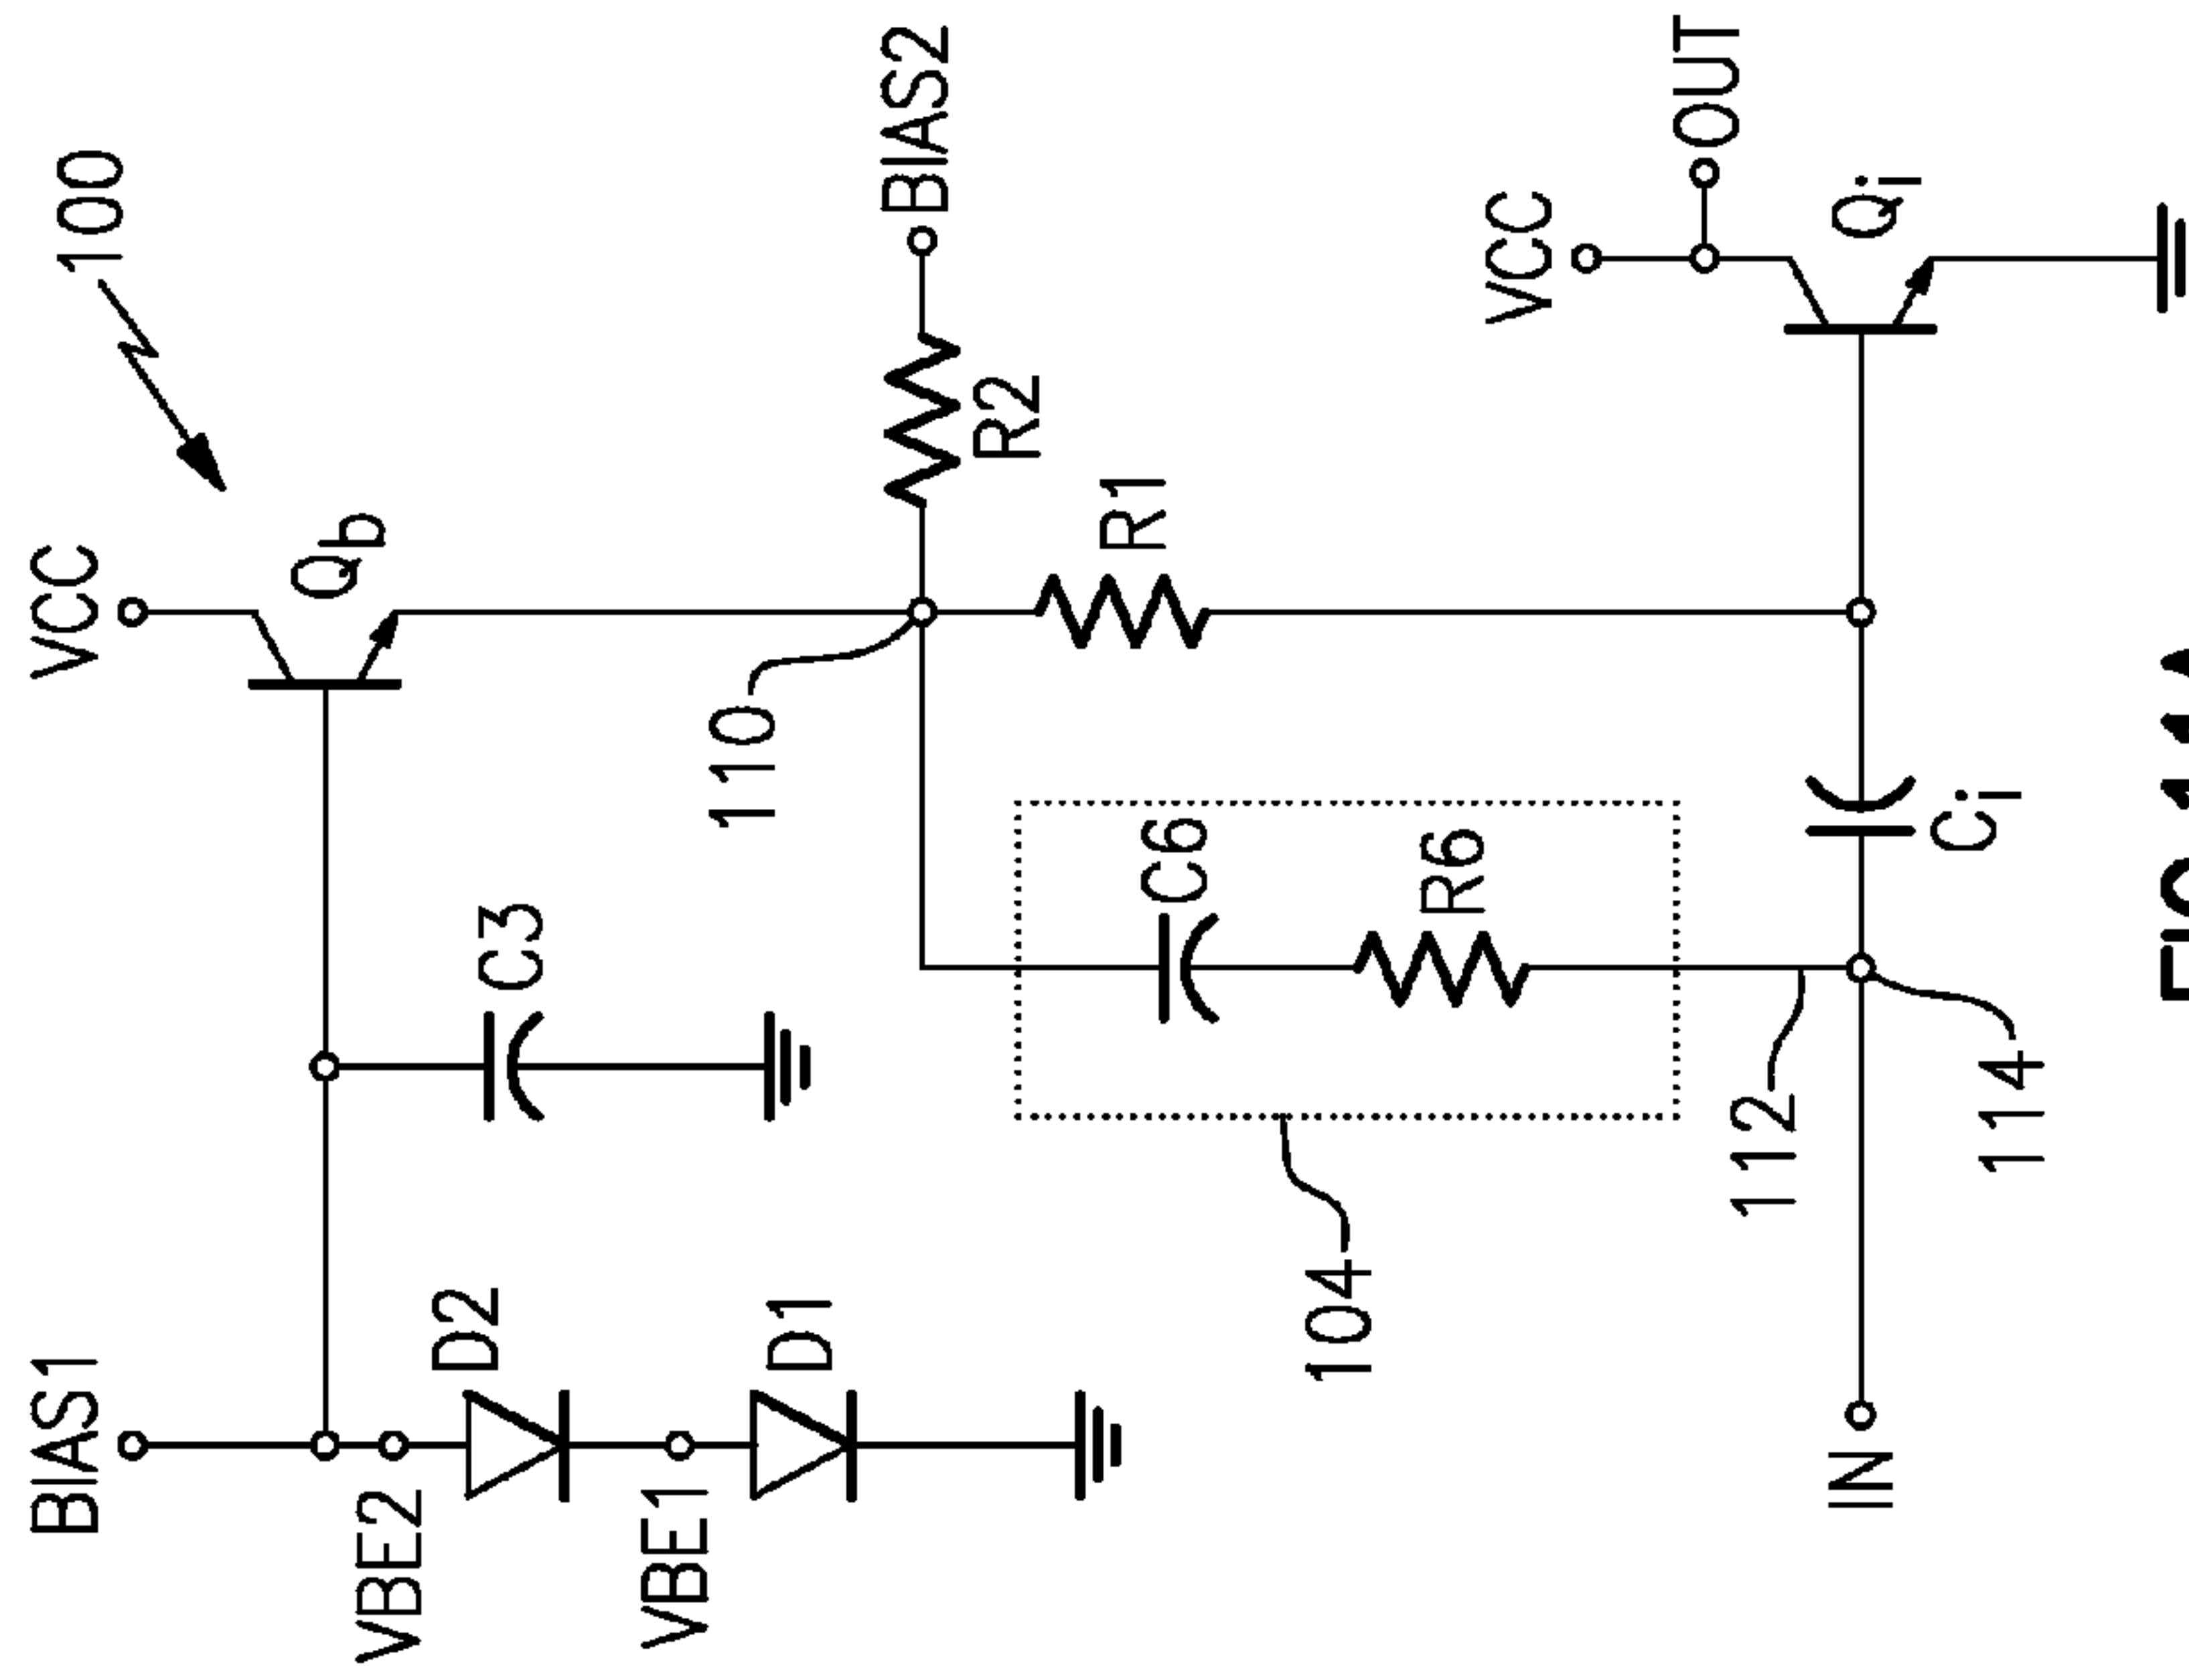 100
VCC
Qb
BIAS1
VBE2
D2
C3
VBE1
D1
110
BIAS2
R2
R1
C6
R6
104
112
114
IN
Ci
VCC
OUT
Qi